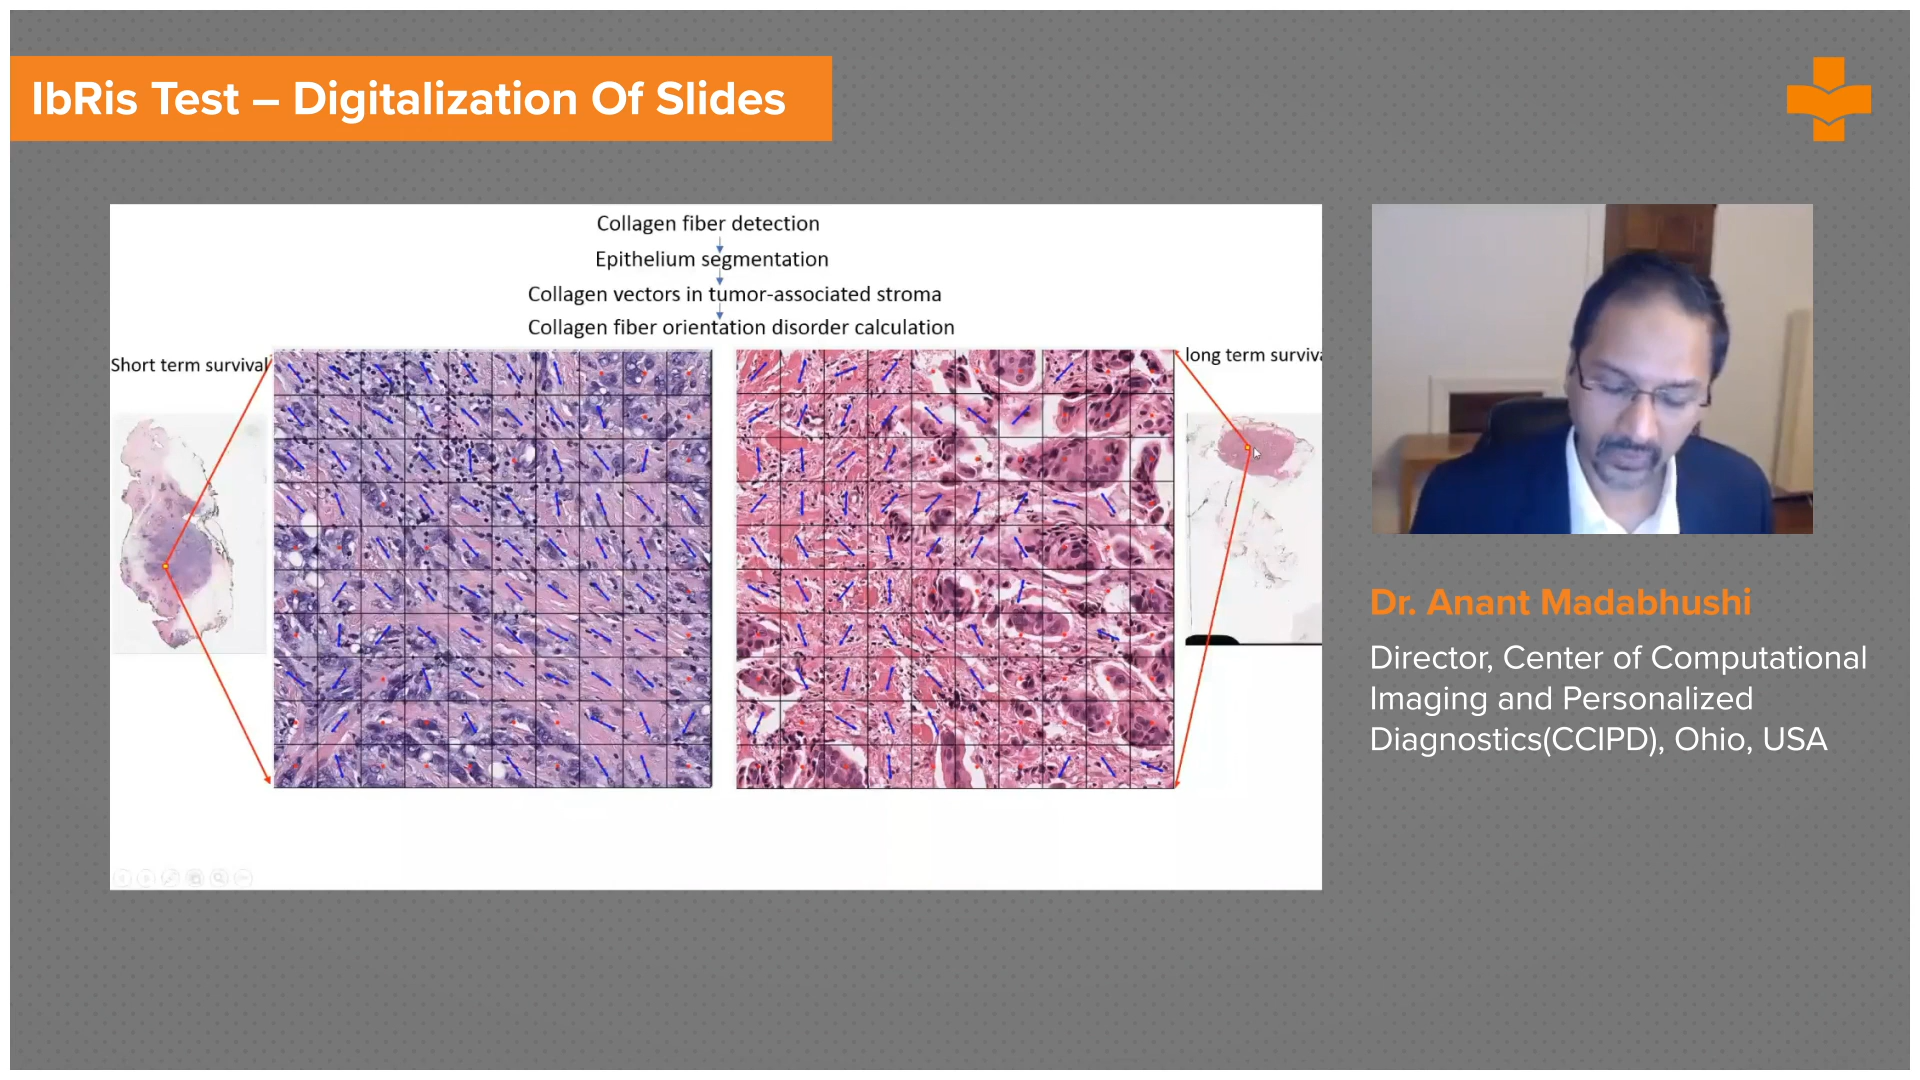 IbRis Test – Digitalization Of Slides
Collagen fiber detection
Epithelium segmentation
Collagen vectors in tumor-associated stroma
Collagen fiber orientation disorder calculation
Short term survival
long term surviva
Dr. Anant Madabhushi
Director, Center of Computational
Imaging and Personalized
Diagnostics(CCIPD), Ohio, USA